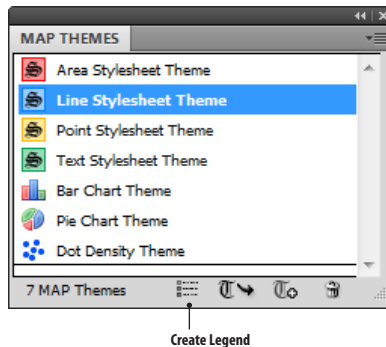 MAP THEMES
Area Stylesheet Theme
Line Stylesheet Theme
Point Stylesheet Theme
Text Stylesheet Theme
Bar Chart Theme
Pie Chart Theme
Dot Density Theme
7 MAP Themes
Create Legend